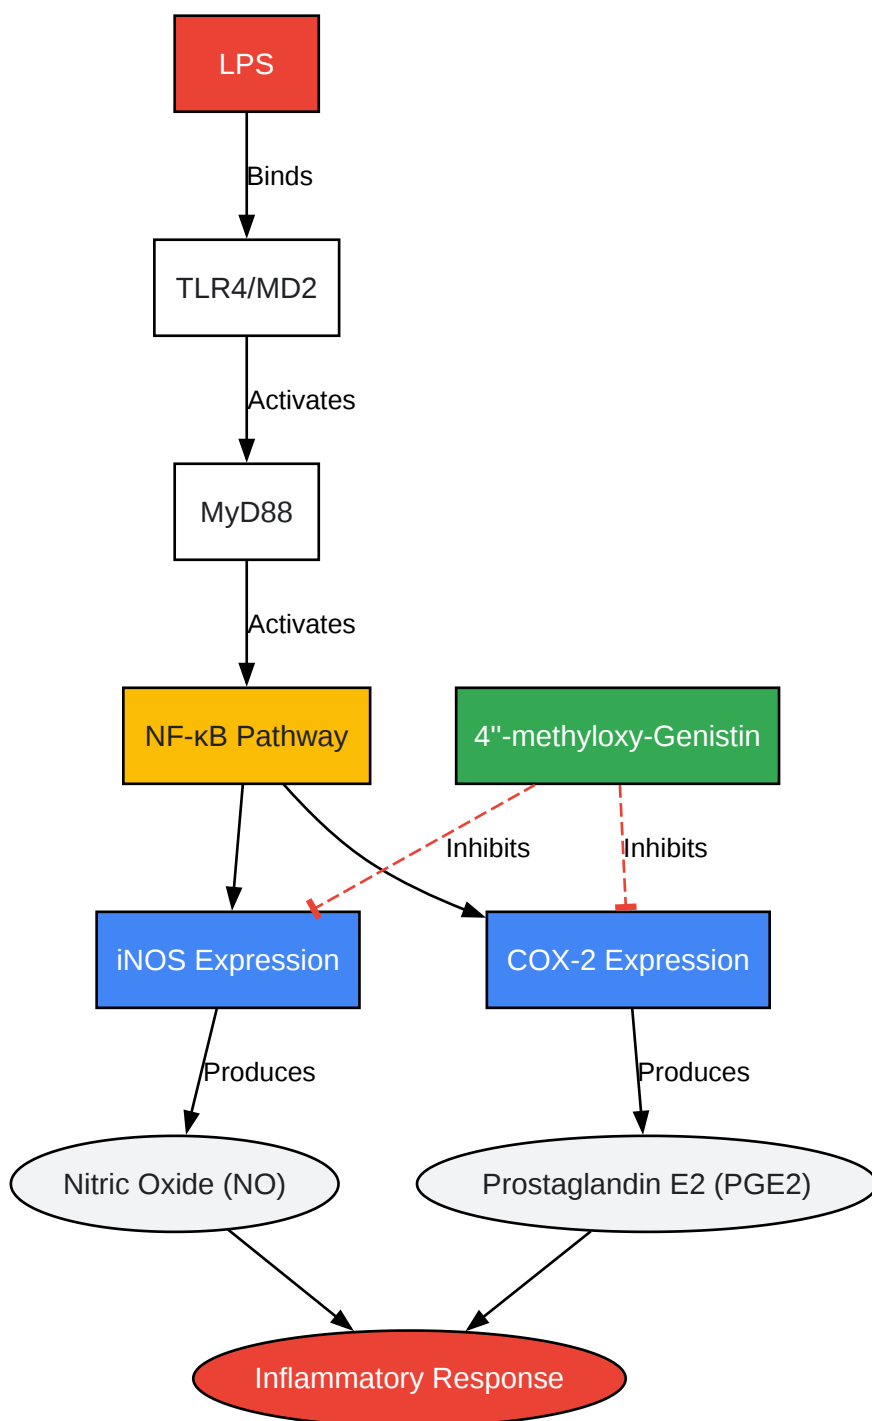 LPS
Binds
TLR4/MD2
Activates
MyD88
Activates
NF-κB Pathway
4''-methyloxy-Genistin
Inhibits
Inhibits
iNOS Expression
COX-2 Expression
Produces
Produces
Nitric Oxide (NO)
Prostaglandin E2 (PGE2)
Inflammatory Response